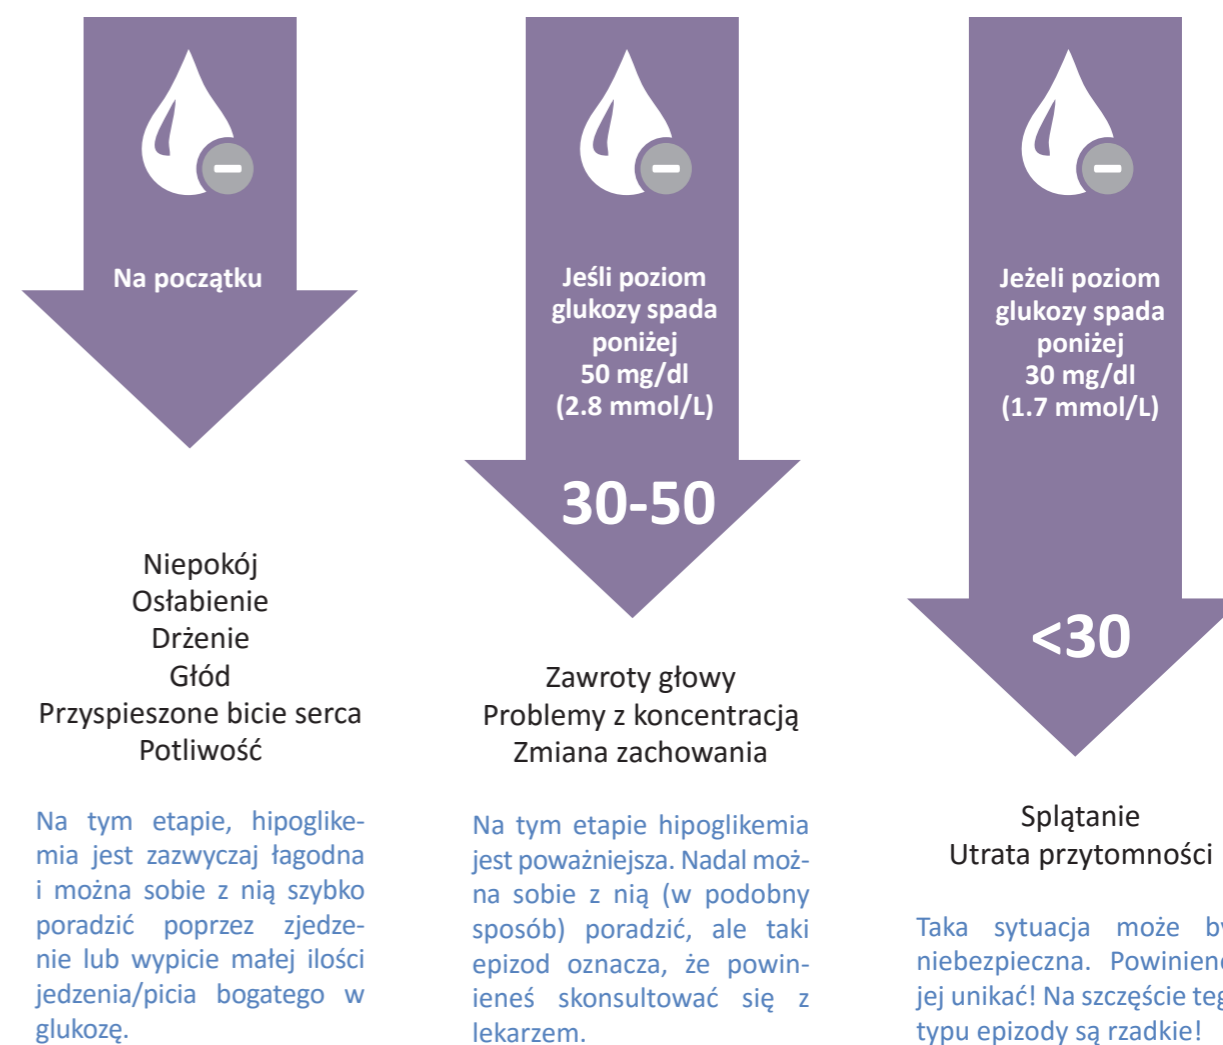 Na początku
Niepokój
Osłabienie
Drżenie
Głód
Przyspieszone bicie serca
Potliwość
Na tym etapie, hipoglike-
mia jest zazwyczaj łagodna
i można sobie z nią szybko
poradzić poprzez zjedze-
nie lub wypicie małej ilości
jedzenia/picia bogatego w
glukozę.
Jeśli poziom
glukozy spada
poniżej
50 mg/dl
(2.8 mmol/L)
30-50
Zawroty głowy
Problemy z koncentracją
Zmiana zachowania
Na tym etapie hipoglikemia
jest poważniejsza. Nadal moż-
na sobie z nią (w podobny
sposób) poradzić, ale taki
epizod oznacza, że powin-
ieneś skonsultować się z
lekarzem.
Jeżeli poziom
glukozy spada
poniżej
30 mg/dl
(1.7 mmol/L)
<30
Splątanie
Utrata przytomności
Taka sytuacja może
niebezpieczna.
jej unikać! Na szczęście
typu epizody są rzadkie!